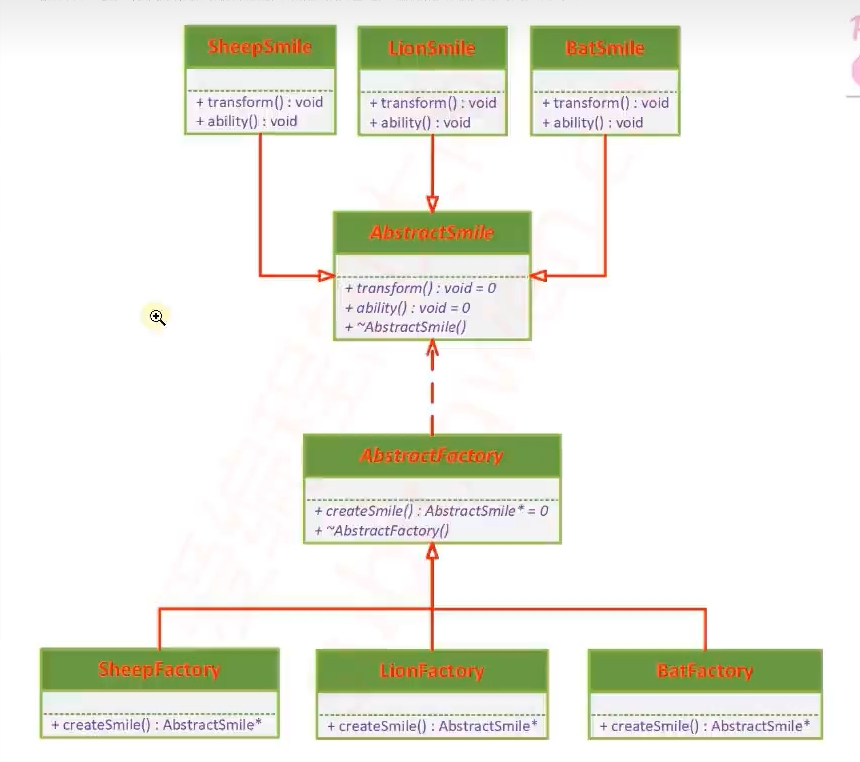 SheepSmile
+ transform() : void
+ ability() : void
LionSmile
+ transform() : void
+ ability() : void
BatSmile
+ transform() : void
+ ability() : void
AbstractSmile
+ transform() : void = 0
+ ability() : void = 0
+ ~AbstractSmile()
AbstractFactory
+ createSmile() : AbstractSmile* = 0
+ ~AbstractFactory()
SheepFactory
+ createSmile() : AbstractSmile*
LionFactory
+ createSmile() : AbstractSmile*
BatFactory
+ createSmile() : AbstractSmile*